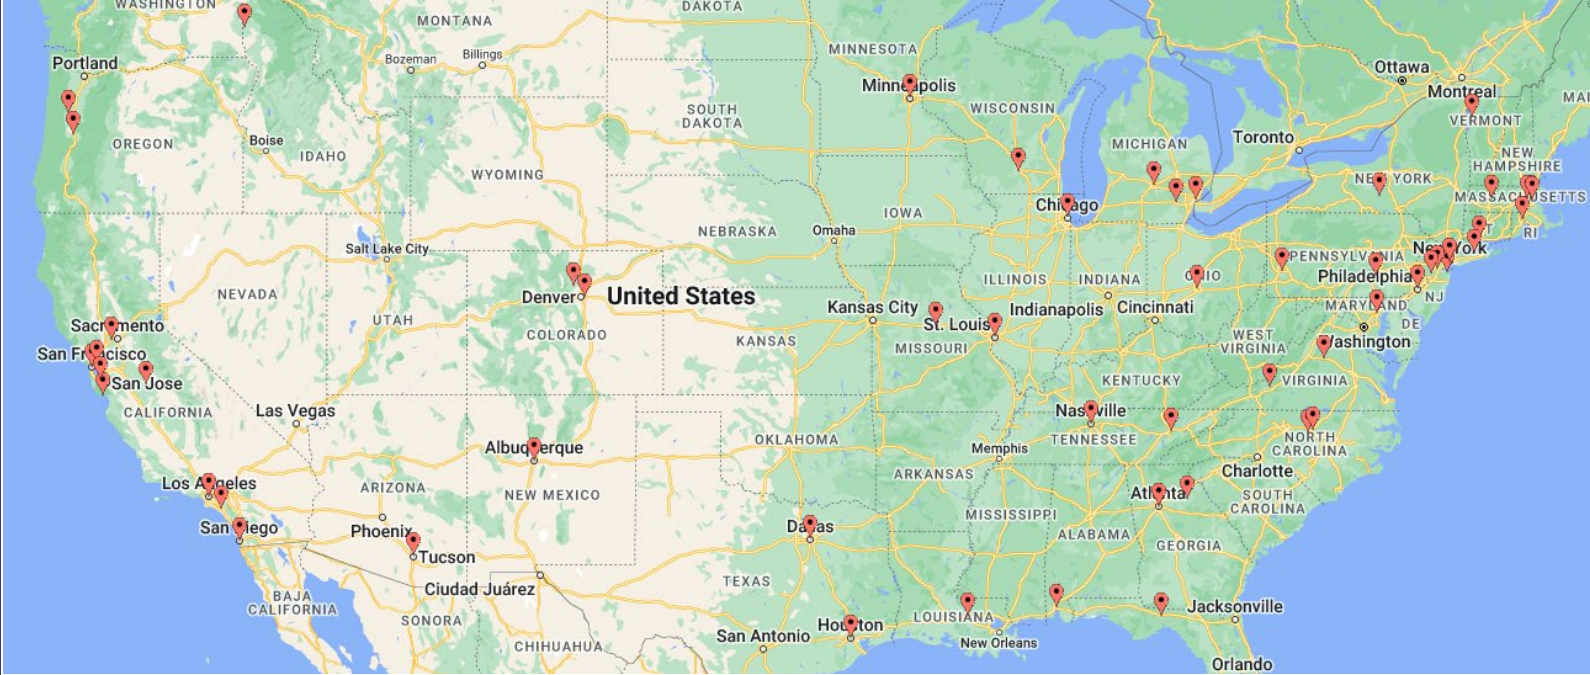 WASHINGTON
MONTANA
DAKOTA
Portland
Bozeman
Billings
MINNESOTA
Minneapolis
Ottawa
Montreal
VERMONT
SOUTH
DAKOTA
WISCONSIN
OREGON
Boise
IDAHO
MICHIGAN
Toronto
NEW
HAMPSHIRE
WYOMING
NEW YORK
MASSACHUSETTS
Chicago
IOWA
NEBRASKA
Omaha
RI
Salt Lake City
New York
PENNSYLVANIA
Philadelphia
NEVADA
ILLINOIS
INDIANA
OHIO
Denver
United States
NJ
MARYLAND
Kansas City
Indianapolis
Cincinnati
UTAH
COLORADO
Sacramento
St. Louis
DE
KANSAS
MISSOURI
WEST
VIRGINIA
Washington
San Francisco
San Jose
KENTUCKY
VIRGINIA
CALIFORNIA
Las Vegas
Nashville
TENNESSEE
OKLAHOMA
NORTH
CAROLINA
Albuquerque
Memphis
ARKANSAS
Charlotte
Los Angeles
ARIZONA
NEW MEXICO
Atlanta
SOUTH
CAROLINA
MISSISSIPPI
San Diego
Phoenix
Dallas
ALABAMA
GEORGIA
Tucson
TEXAS
Ciudad Juárez
BAJA
CALIFORNIA
SONORA
LOUISIANA
Jacksonville
Houston
San Antonio
New Orleans
CHIHUAHUA
Orlando